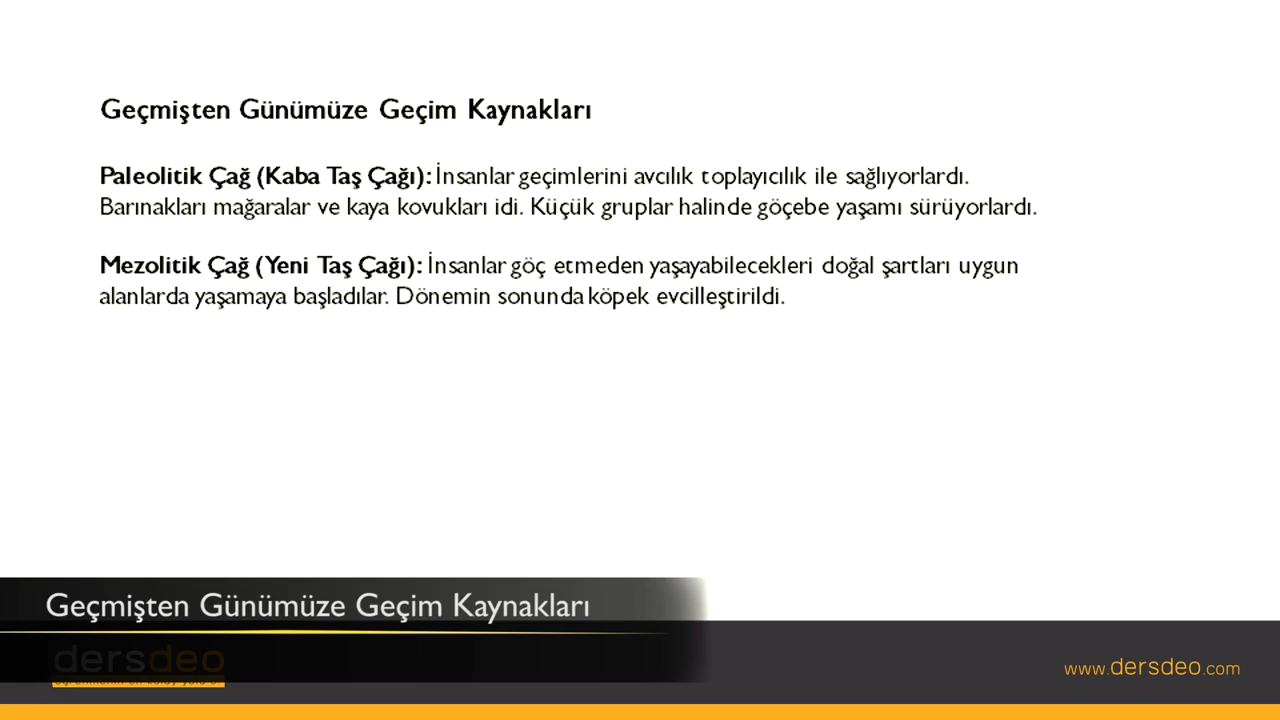 Geçmişten Günümüze Geçim Kaynakları
Paleolitik Çağ (Kaba Taş Çağı): İnsanlar geçimlerini avcılık toplayıcılık ile sağlıyorlardı.
Barınakları mağaralar ve kaya kovukları idi. Küçük gruplar halinde göçebe yaşamı sürüyorlardı.
Mezolitik Çağ (Yeni Taş Çağı): İnsanlar göç etmeden yaşayabilecekleri doğal şartları uygun
alanlarda yaşamaya başladılar. Dönemin sonunda köpek evcilleştirildi.
Geçmişten Günümüze Geçim Kaynakları
dersdeo
www.dersdeo.com